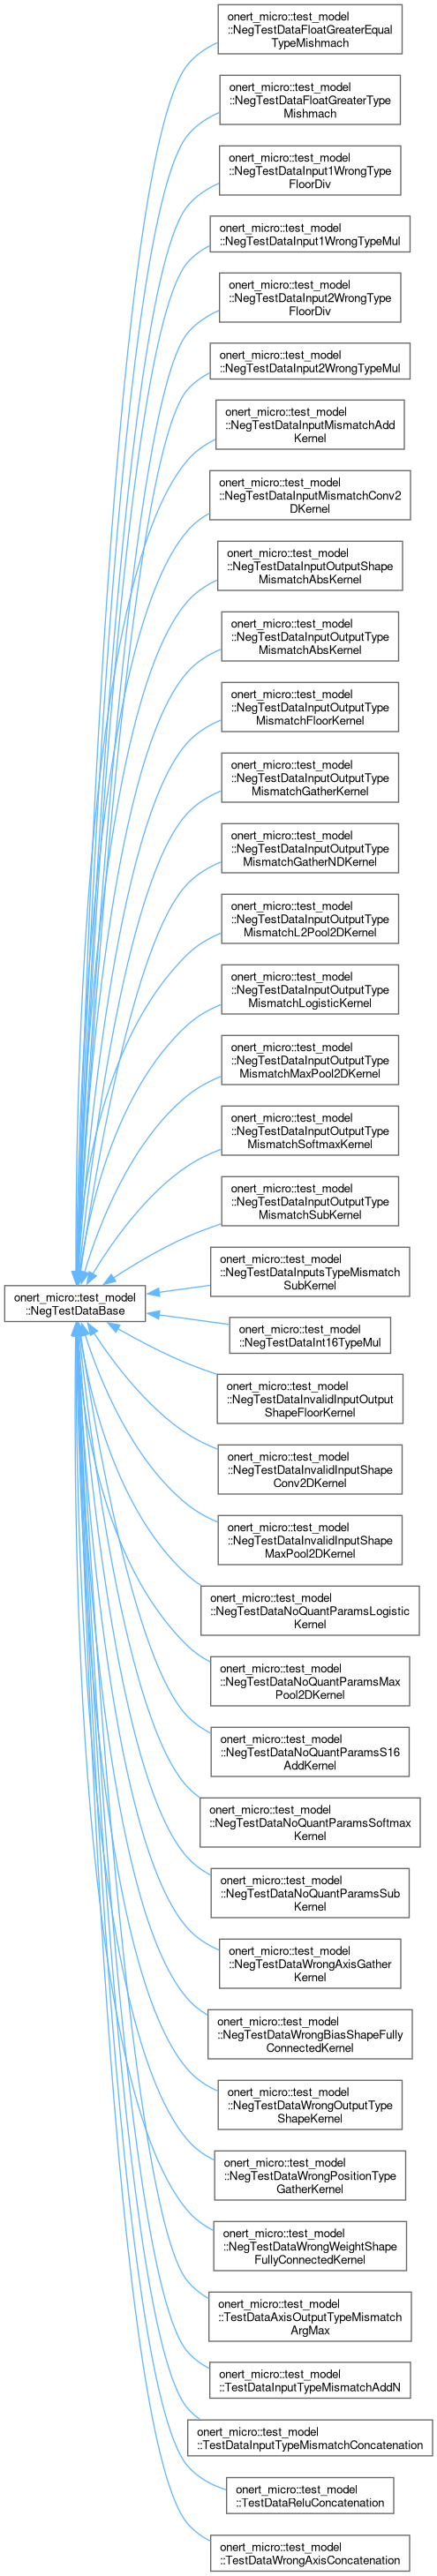 onert_micro::test_model
::NegTestDataFloatGreaterEqual
TypeMishmach
onert_micro::test_model
::NegTestDataFloatGreaterType
Mishmach
onert_micro::test_model
::NegTestDataInput1WrongType
FloorDiv
onert_micro::test_model
::NegTestDataInput1WrongTypeMul
onert_micro::test_model
::NegTestDataInput2WrongType
FloorDiv
onert_micro::test_model
::NegTestDataInput2WrongTypeMul
onert_micro::test_model
::NegTestDataInputMismatchAdd
Kernel
onert_micro::test_model
::NegTestDataInputMismatchConv2
DKernel
onert_micro::test_model
::NegTestDataInputOutputShape
MismatchAbsKernel
onert_micro::test_model
::NegTestDataInputOutputType
MismatchAbsKernel
onert_micro::test_model
::NegTestDataInputOutputType
MismatchFloorKernel
onert_micro::test_model
::NegTestDataInputOutputType
MismatchGatherKernel
onert_micro::test_model
::NegTestDataInputOutputType
MismatchGatherNDKernel
onert_micro::test_model
::NegTestDataInputOutputType
MismatchL2Pool2DKernel
onert_micro::test_model
::NegTestDataInputOutputType
MismatchLogisticKernel
onert_micro::test_model
::NegTestDataInputOutputType
MismatchMaxPool2DKernel
onert_micro::test_model
::NegTestDataInputOutputType
MismatchSoftmaxKernel
onert_micro::test_model
::NegTestDataInputOutputType
MismatchSubKernel
onert_micro::test_model
::NegTestDataInputsTypeMismatch
SubKernel
onert_micro::test_model
::NegTestDataBase
onert_micro::test_model
::NegTestDataInt16TypeMul
onert_micro::test_model
::NegTestDataInvalidInputOutput
ShapeFloorKernel
onert_micro::test_model
::NegTestDataInvalidInputShape
Conv2DKernel
onert_micro::test_model
::NegTestDataInvalidInputShape
MaxPool2DKernel
onert_micro::test_model
::NegTestDataNoQuantParamsLogistic
Kernel
onert_micro::test_model
::NegTestDataNoQuantParamsMax
Pool2DKernel
onert_micro::test_model
::NegTestDataNoQuantParamsS16
AddKernel
onert_micro::test_model
::NegTestDataNoQuantParamsSoftmax
Kernel
onert_micro::test_model
::NegTestDataNoQuantParamsSub
Kernel
onert_micro::test_model
::NegTestDataWrongAxisGather
Kernel
onert_micro::test_model
::NegTestDataWrongBiasShapeFully
ConnectedKernel
onert_micro::test_model
::NegTestDataWrongOutputType
ShapeKernel
onert_micro::test_model
::NegTestDataWrongPositionType
GatherKernel
onert_micro::test_model
::NegTestDataWrongWeightShape
FullyConnectedKernel
onert_micro::test_model
::TestDataAxisOutputTypeMismatch
ArgMax
onert_micro::test_model
::TestDataInputTypeMismatchAddN
onert_micro::test_model
::TestDataInputTypeMismatchConcatenation
onert_micro::test_model
::TestDataReluConcatenation
onert_micro::test_model
::TestDataWrongAxisConcatenation